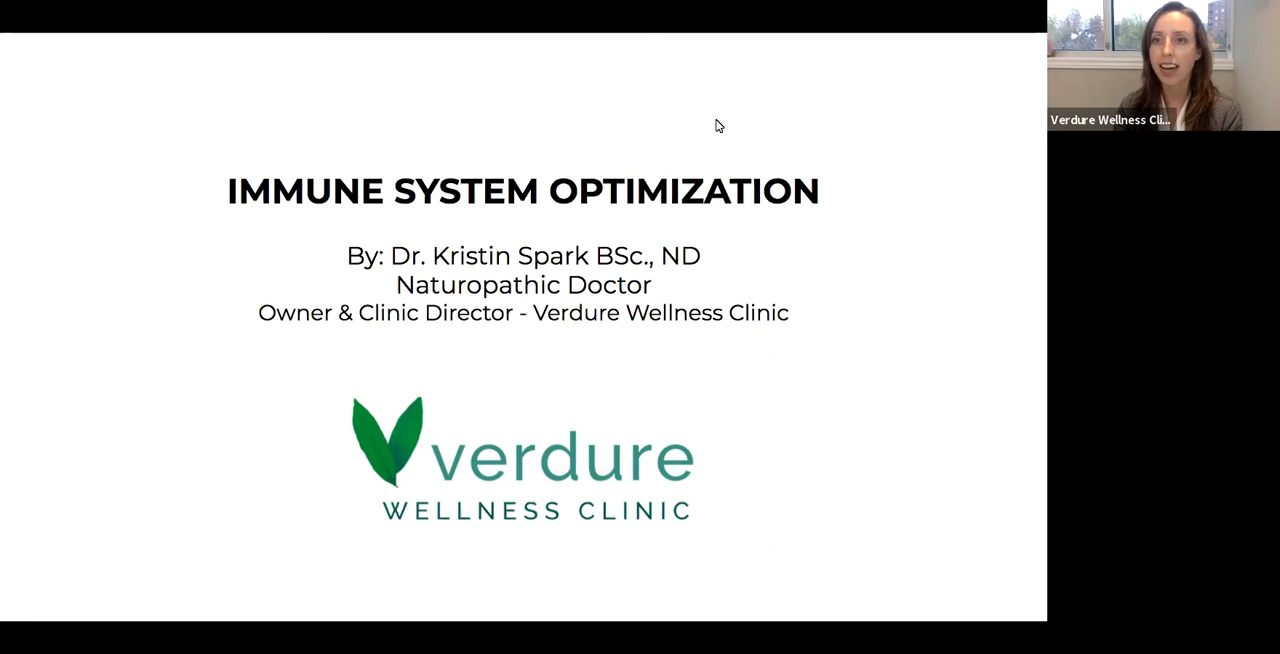 IMMUNE SYSTEM OPTIMIZATION
By: Dr. Kristin Spark BSc., ND
Naturopathic Doctor
Owner & Clinic Director - Verdure Wellness Clinic
verdure
WELLNESS CLINIC
Verdure Wellness Cli...